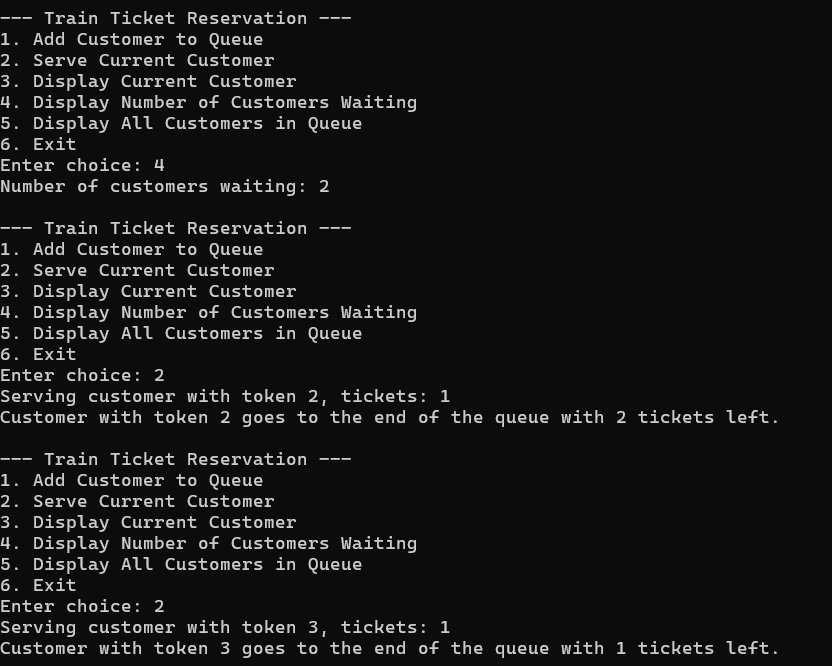 --- Train Ticket Reservation ---
1. Add Customer to Queue
2. Serve Current Customer
3. Display Current Customer
4. Display Number of Customers Waiting
5. Display All Customers in Queue
6. Exit
Enter choice: 4
Number of customers waiting: 2

--- Train Ticket Reservation ---
1. Add Customer to Queue
2. Serve Current Customer
3. Display Current Customer
4. Display Number of Customers Waiting
5. Display All Customers in Queue
6. Exit
Enter choice: 2
Serving customer with token 2, tickets: 1
Customer with token 2 goes to the end of the queue with 2 tickets left.

--- Train Ticket Reservation ---
1. Add Customer to Queue
2. Serve Current Customer
3. Display Current Customer
4. Display Number of Customers Waiting
5. Display All Customers in Queue
6. Exit
Enter choice: 2
Serving customer with token 3, tickets: 1
Customer with token 3 goes to the end of the queue with 1 tickets left.